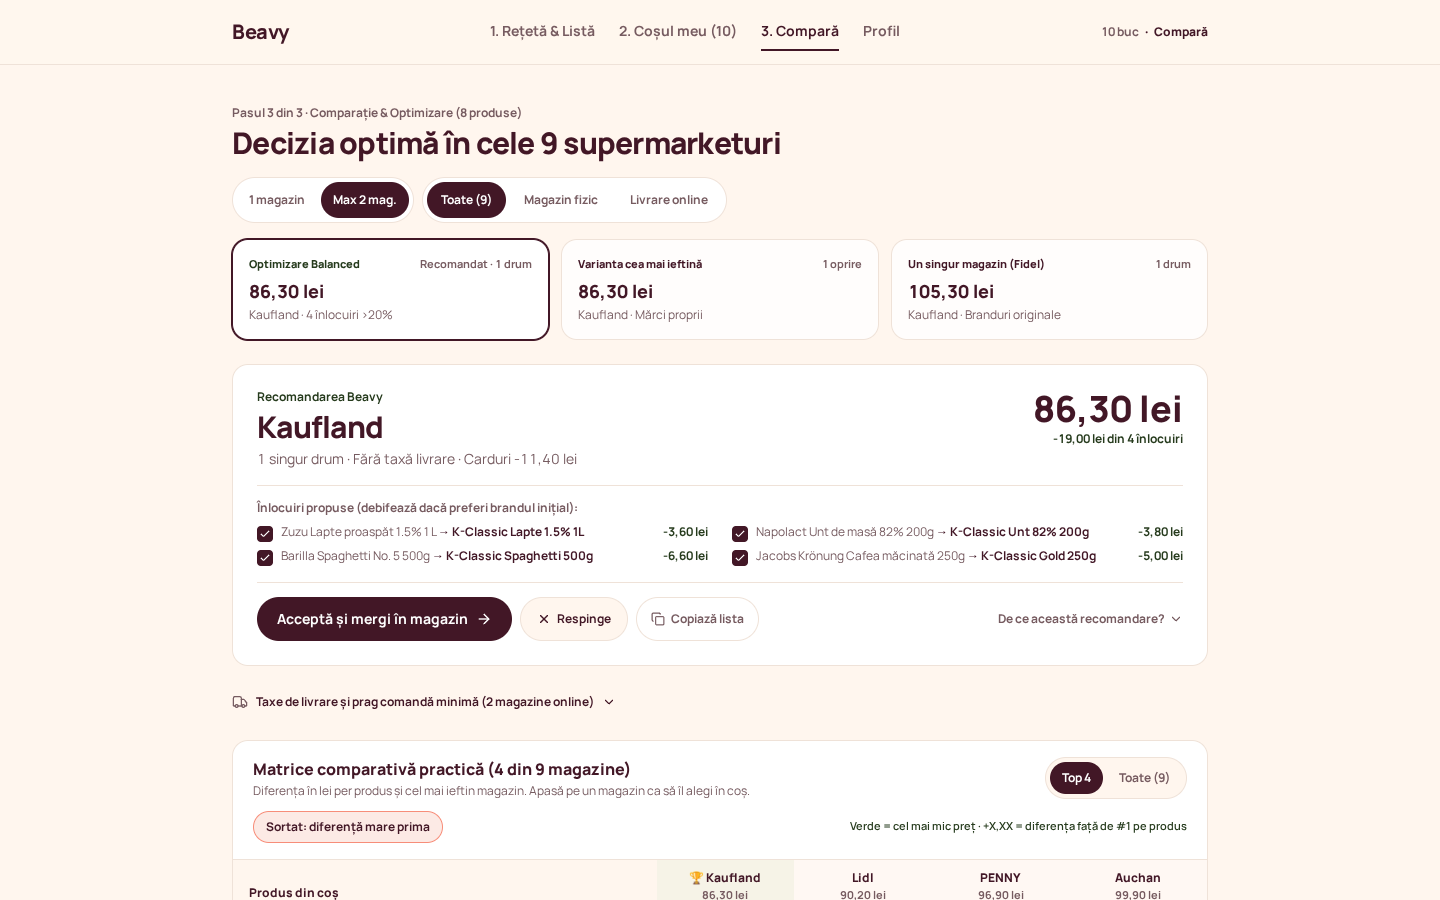 Beavy
1. Rețetă & Listă
2. Coșul meu (10)
3. Compară
Profil
10 buc · Compară
Pasul 3 din 3 · Comparație & Optimizare (8 produse)
Decizia optimă în cele 9 supermarketuri
1 magazin
Max 2 mag.
Toate (9)
Magazin fizic
Livrare online
Optimizare Balanced
Recomandat · 1 drum
86,30 lei
Kaufland · 4 înlocuiri >20%
Varianta cea mai ieftină
1 oprire
86,30 lei
Kaufland · Mărci proprii
Un singur magazin (Fidel)
1 drum
105,30 lei
Kaufland · Branduri originale
Recomandarea Beavy
Kaufland
1 singur drum · Fără taxă livrare · Carduri -11,40 lei
86,30 lei
-19,00 lei din 4 înlocuiri
Înlocuiri propuse (debifează dacă preferi brandul inițial):
Zuzu Lapte proaspăt 1.5% 1 L → K-Classic Lapte 1.5% 1L -3,60 lei
Napolact Unt de masă 82% 200g → K-Classic Unt 82% 200g -3,80 lei
Barilla Spaghetti No. 5 500g → K-Classic Spaghetti 500g -6,60 lei
Jacobs Krönung Cafea măcinată 250g → K-Classic Gold 250g -5,00 lei
Acceptă și mergi în magazin →
Respinge
Copiază lista
De ce această recomandare?
Taxe de livrare și prag comandă minimă (2 magazine online)
Matrice comparativă practică (4 din 9 magazine)
Diferența în lei per produs și cel mai ieftin magazin. Apasă pe un magazin ca să îl alegi în coș.
Top 4
Toate (9)
Sortat: diferență mare prima
Verde = cel mai mic preț · +X,XX = diferența față de #1 pe produs
Produs din coș
🏆 Kaufland
86,30 lei
Lidl
90,20 lei
PENNY
96,90 lei
Auchan
99,90 lei